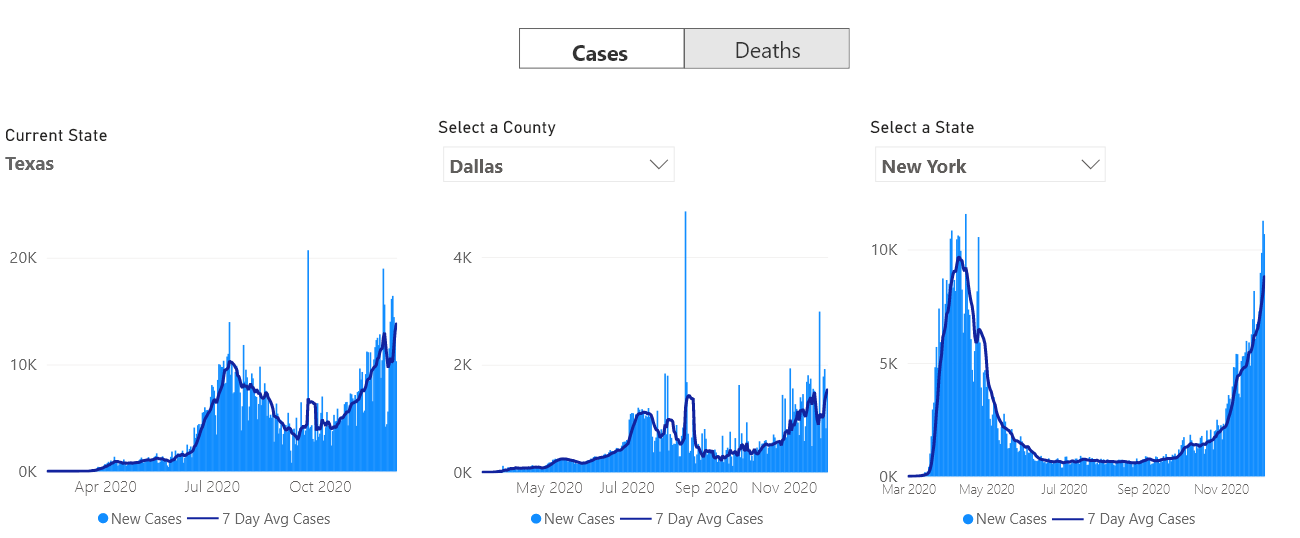 Cases
Deaths
Current State
Texas
20K
10K
0K
Apr 2020
Jul 2020
Oct 2020
New Cases
7 Day Avg Cases
Select a County
Dallas
4K
2K
0K
May 2020
Jul 2020
Sep 2020
Nov 2020
New Cases
7 Day Avg Cases
Select a State
New York
10K
5K
0K
Mar 2020
May 2020
Jul 2020
Sep 2020
Nov 2020
New Cases
7 Day Avg Cases